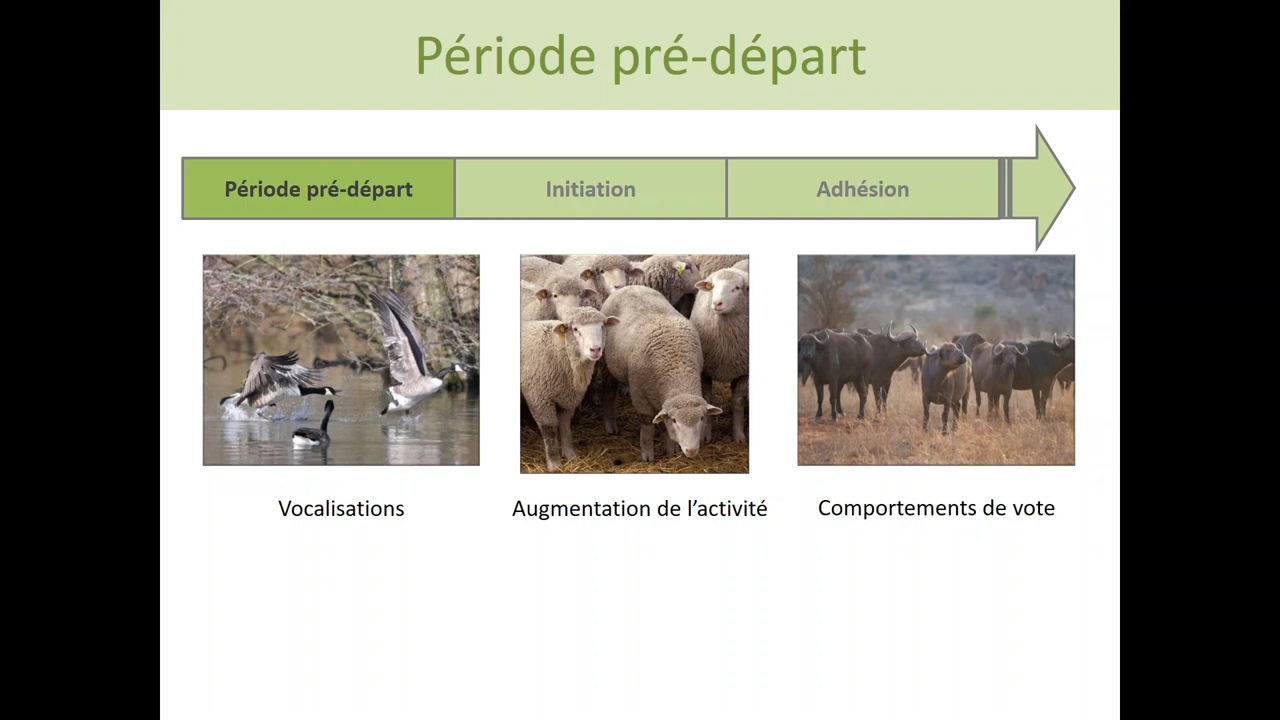 Période pré-départ
Période pré-départ
Initiation
Adhésion
Vocalisations
Augmentation de l’activité
Comportements de vote